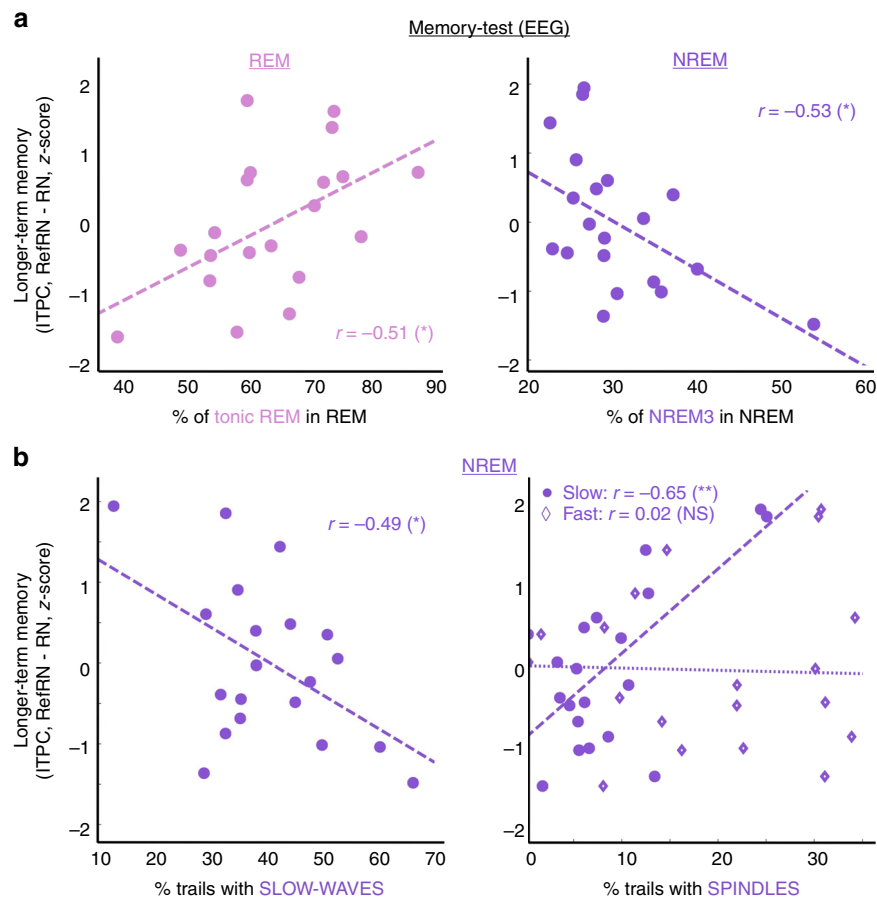 a
Memory-test (EEG)
REM
NREM
Longer-term memory
(ITPC, RefRN - RN, z-score)
2
1
0
−1
−2
r = −0.51 (*)
40 50 60 70 80 90
% of tonic REM in REM
2
1
0
−1
−2
r = −0.53 (*)
20 30 40 50 60
% of NREM3 in NREM
b
NREM
Longer-term memory
(ITPC, RefRN - RN, z-score)
2
1
0
−1
−2
r = −0.49 (*)
10 20 30 40 50 60 70
% trails with SLOW-WAVES
Slow: r = −0.65 (**)
Fast: r = 0.02 (NS)
2
1
0
−1
−2
0 10 20 30
% trails with SPINDLES